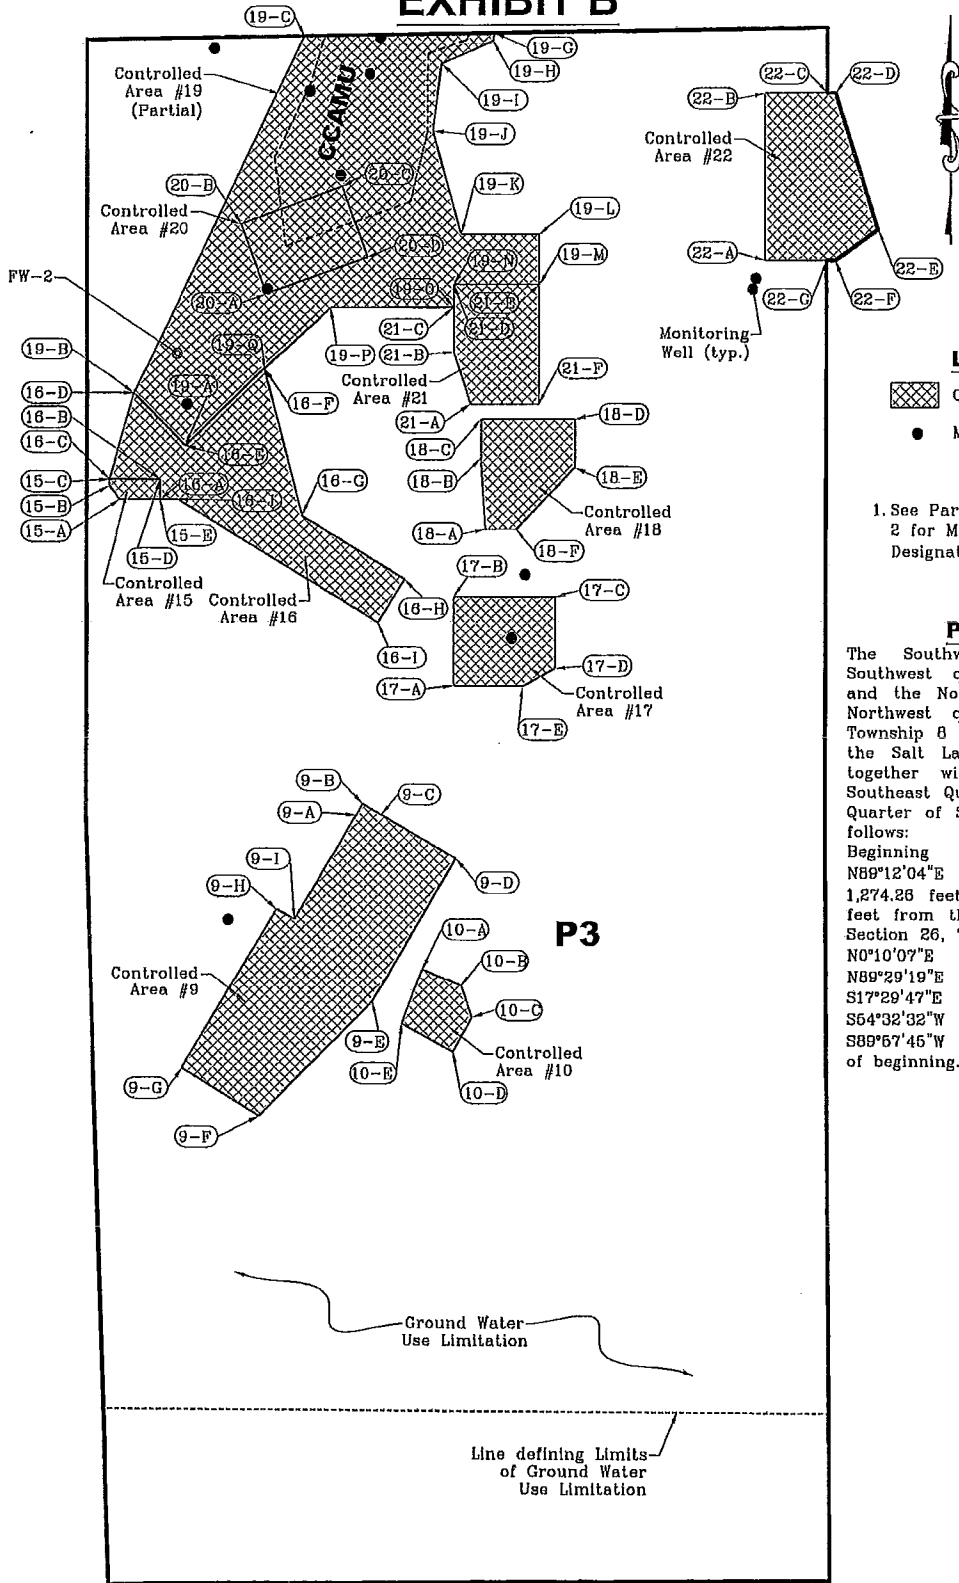 EXHIBIT B
19-C
19-G
19-H
19-I
19-J
Controlled
Area #19
(Partial)
CCAMU
22-C
22-D
22-B
Controlled
Area #22
22-A
22-E
22-G
22-F
Monitoring
Well (typ.)
20-B
20-C
Controlled
Area #20
20-D
20-A
FW-2
19-K
19-L
19-M
19-N
19-O
21-E
21-D
21-C
21-B
19-P
19-Q
Controlled
Area #21
21-F
21-A
19-B
16-D
19-A
16-F
16-B
16-C
16-E
15-C
15-B
15-A
16-A
16-J
15-E
15-D
16-G
Controlled
Area #15
Controlled
Area #16
16-H
16-I
18-D
18-C
18-B
18-E
Controlled
Area #18
18-A
18-F
17-B
17-C
17-D
17-A
Controlled
Area #17
17-E
9-B
9-C
9-A
9-I
9-H
9-D
P3
Controlled
Area #9
10-A
10-B
10-C
9-E
Controlled
Area #10
10-E
10-D
9-G
9-F
Ground Water
Use Limitation
Line defining Limits
of Ground Water
Use Limitation
L
C
M
1. See Par
2 for M
Designat
P
The Southw
Southwest c
and the No
Northwest q
Township 8
the Salt La
together wi
Southeast Qu
Quarter of S
follows:
Beginning
N89°12'04"E
1,274.26 feet
feet from th
Section 26, '
N0°10'07"E
N89°29'19"E
S17°29'47"E
S54°32'32"W
S89°57'45"W
of beginning.